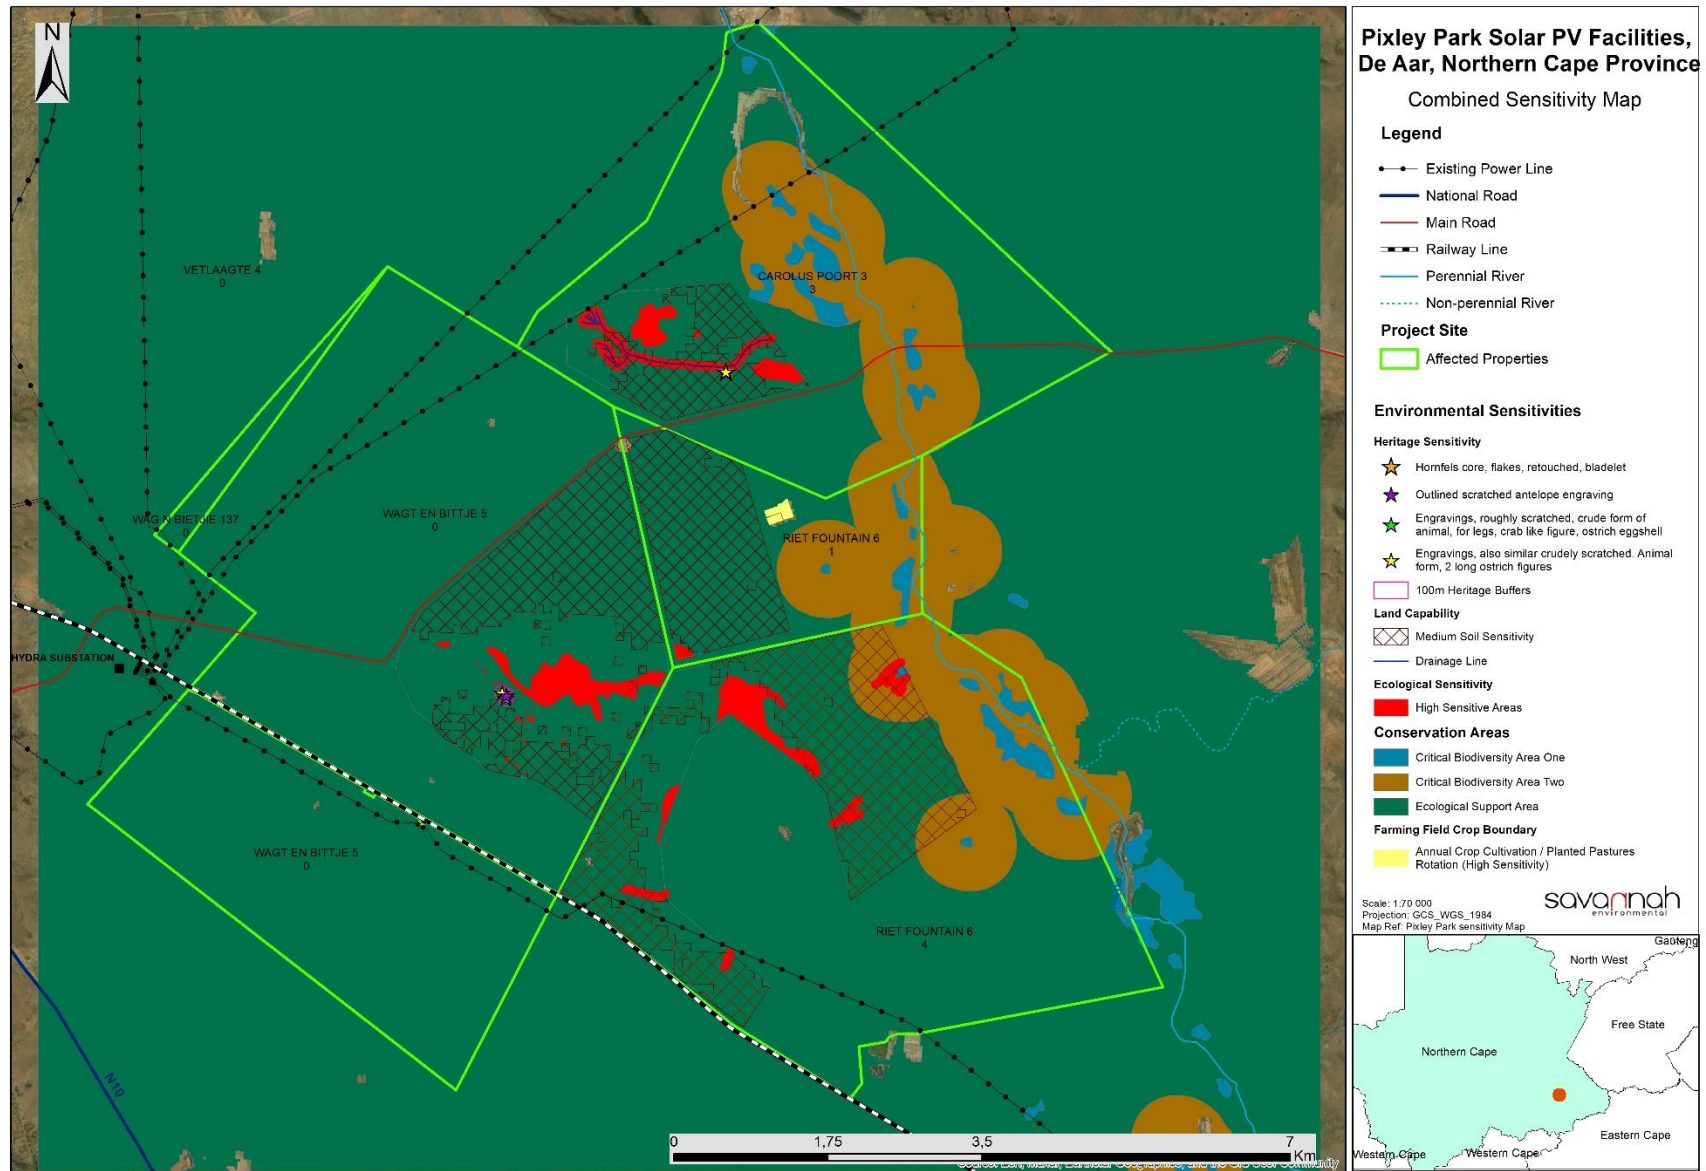 N
VETLAAGTE 4
0
CAROLUS POORT 3
3
WAG N BIETJIE 137
0
WAGT EN BITTJE 5
0
RIET FOUNTAIN 6
1
HYDRA SUBSTATION
WAGT EN BITTJE 5
0
RIET FOUNTAIN 6
4
N10
0 1,75 3,5 7
Km
Pixley Park Solar PV Facilities,
De Aar, Northern Cape Province
Combined Sensitivity Map
Legend
Existing Power Line
National Road
Main Road
Railway Line
Perennial River
Non-perennial River
Project Site
Affected Properties
Environmental Sensitivities
Heritage Sensitivity
Hornfels core, flakes, retouched, bladelet
Outlined scratched antelope engraving
Engravings, roughly scratched, crude form of
animal, for legs, crab like figure, ostrich eggshell
Engravings, also similar crudely scratched. Animal
form, 2 long ostrich figures
100m Heritage Buffers
Land Capability
Medium Soil Sensitivity
Drainage Line
Ecological Sensitivity
High Sensitive Areas
Conservation Areas
Critical Biodiversity Area One
Critical Biodiversity Area Two
Ecological Support Area
Farming Field Crop Boundary
Annual Crop Cultivation / Planted Pastures
Rotation (High Sensitivity)
Scale: 1:70 000
Projection: GCS_WGS_1984
Map Ref: Pixley Park sensitivity Map
savannah
environmental
Gauteng
North West
Free State
Northern Cape
Eastern Cape
Western Cape
Western Cape